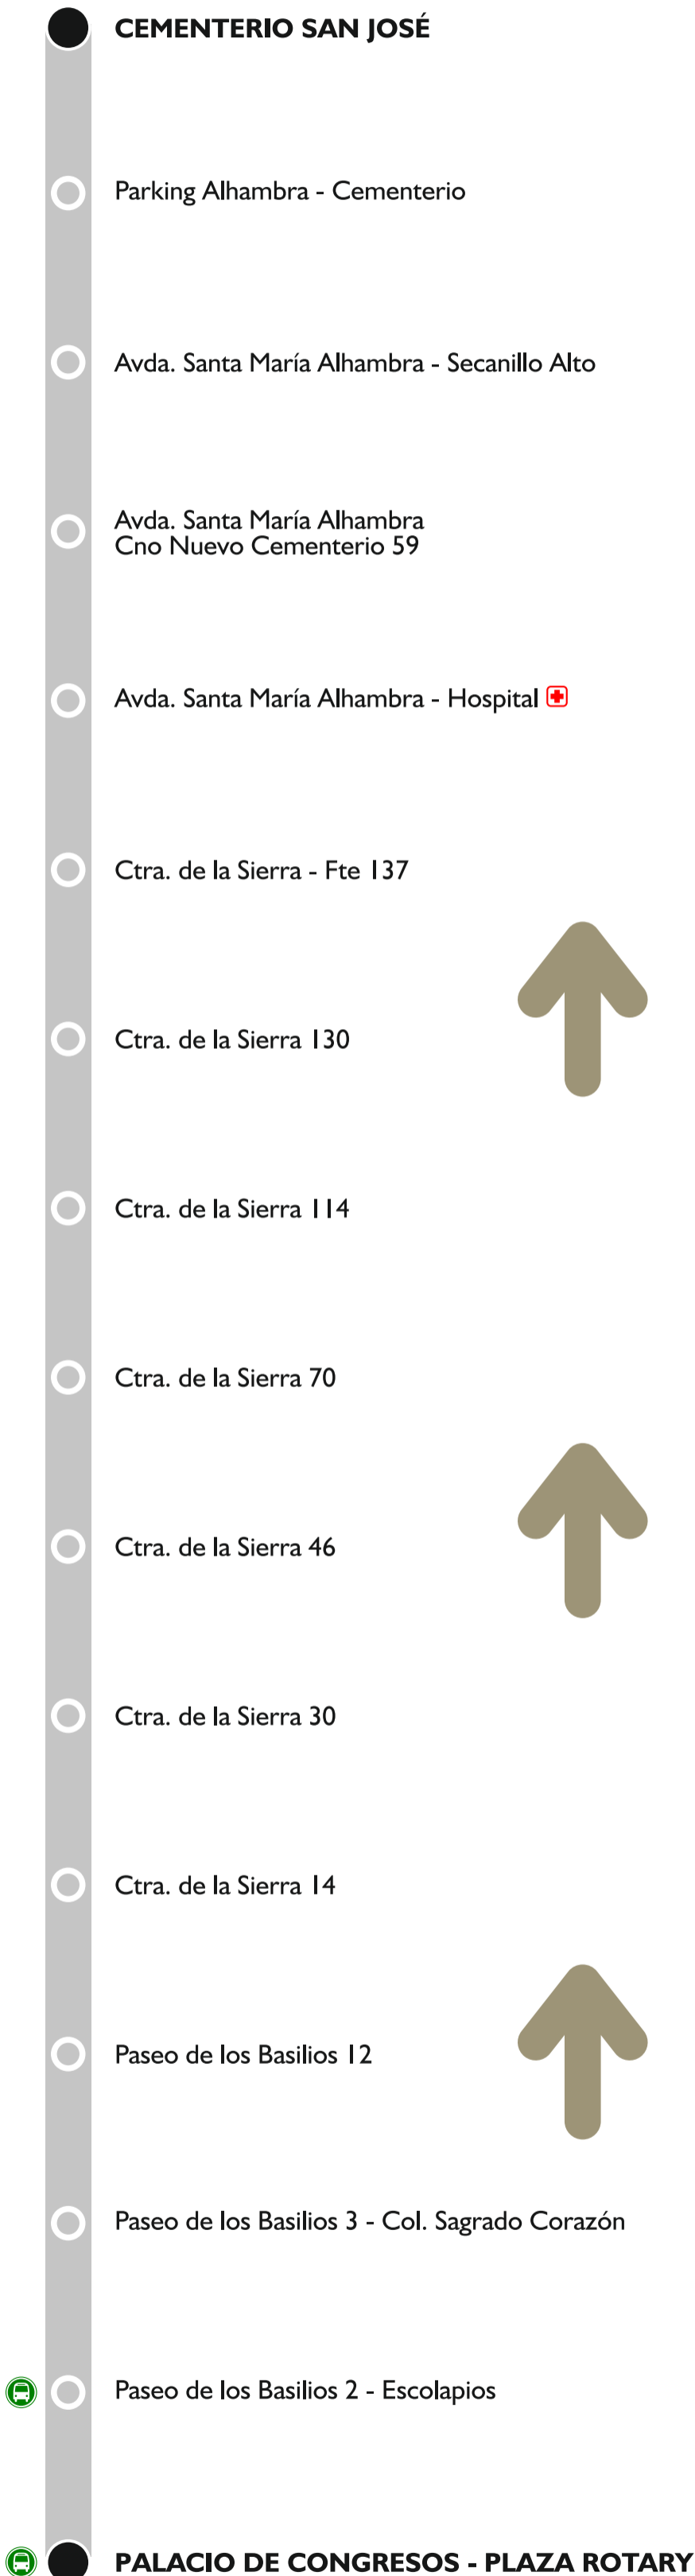 CEMENTERIO SAN JOSÉ
Parking Alhambra - Cementerio
Avda. Santa María Alhambra - Secanillo Alto
Avda. Santa María Alhambra
Cno Nuevo Cementerio 59
Avda. Santa María Alhambra - Hospital
Ctra. de la Sierra - Fte 137
Ctra. de la Sierra 130
Ctra. de la Sierra 114
Ctra. de la Sierra 70
Ctra. de la Sierra 46
Ctra. de la Sierra 30
Ctra. de la Sierra 14
Paseo de los Basilios 12
Paseo de los Basilios 3 - Col. Sagrado Corazón
Paseo de los Basilios 2 - Escolapios
PALACIO DE CONGRESOS - PLAZA ROTARY